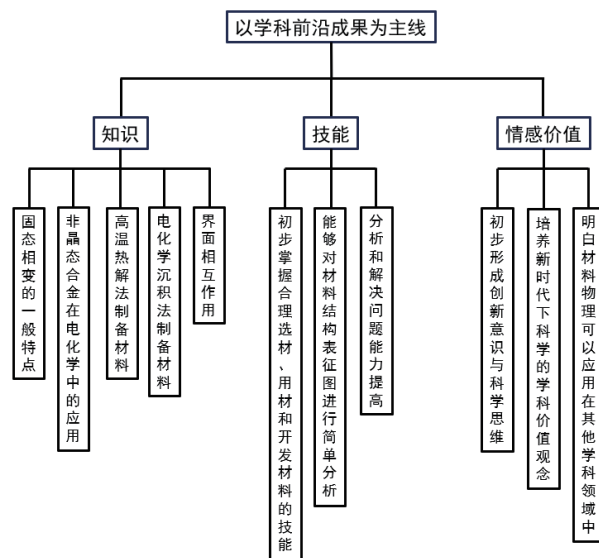 以学科前沿成果为主线
知识
技能
情感价值
固态相变的一般特点
非晶态合金在电化学中的应用
高温热解法制备材料
电化学沉积法制备材料
界面相互作用
初步掌握合理选材、用材和开发材料的技能
能够对材料结构表征图进行简单分析
分析和解决问题能力提高
初步形成创新意识与科学思维
培养新时代下科学的学科价值观念
明白材料物理可以应用在其他学科领域中